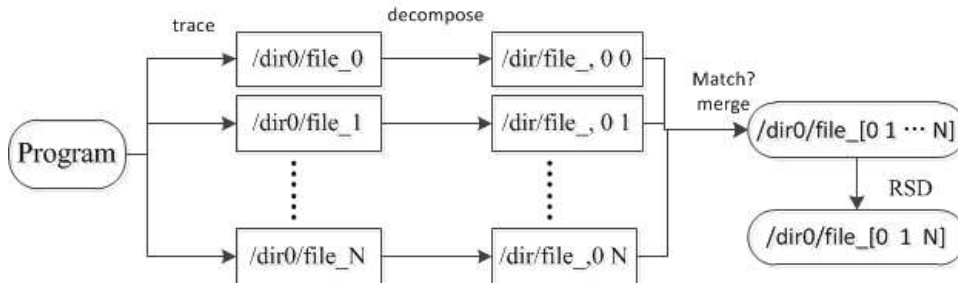 trace
decompose
/dir0/file_0
/dir/file_, 0 0
Match?
merge
/dir0/file_1
/dir/file_, 0 1
Program
/dir0/file_[0 1 ··· N]
RSD
/dir0/file_N
/dir/file_,0 N
/dir0/file_[0 1 N]